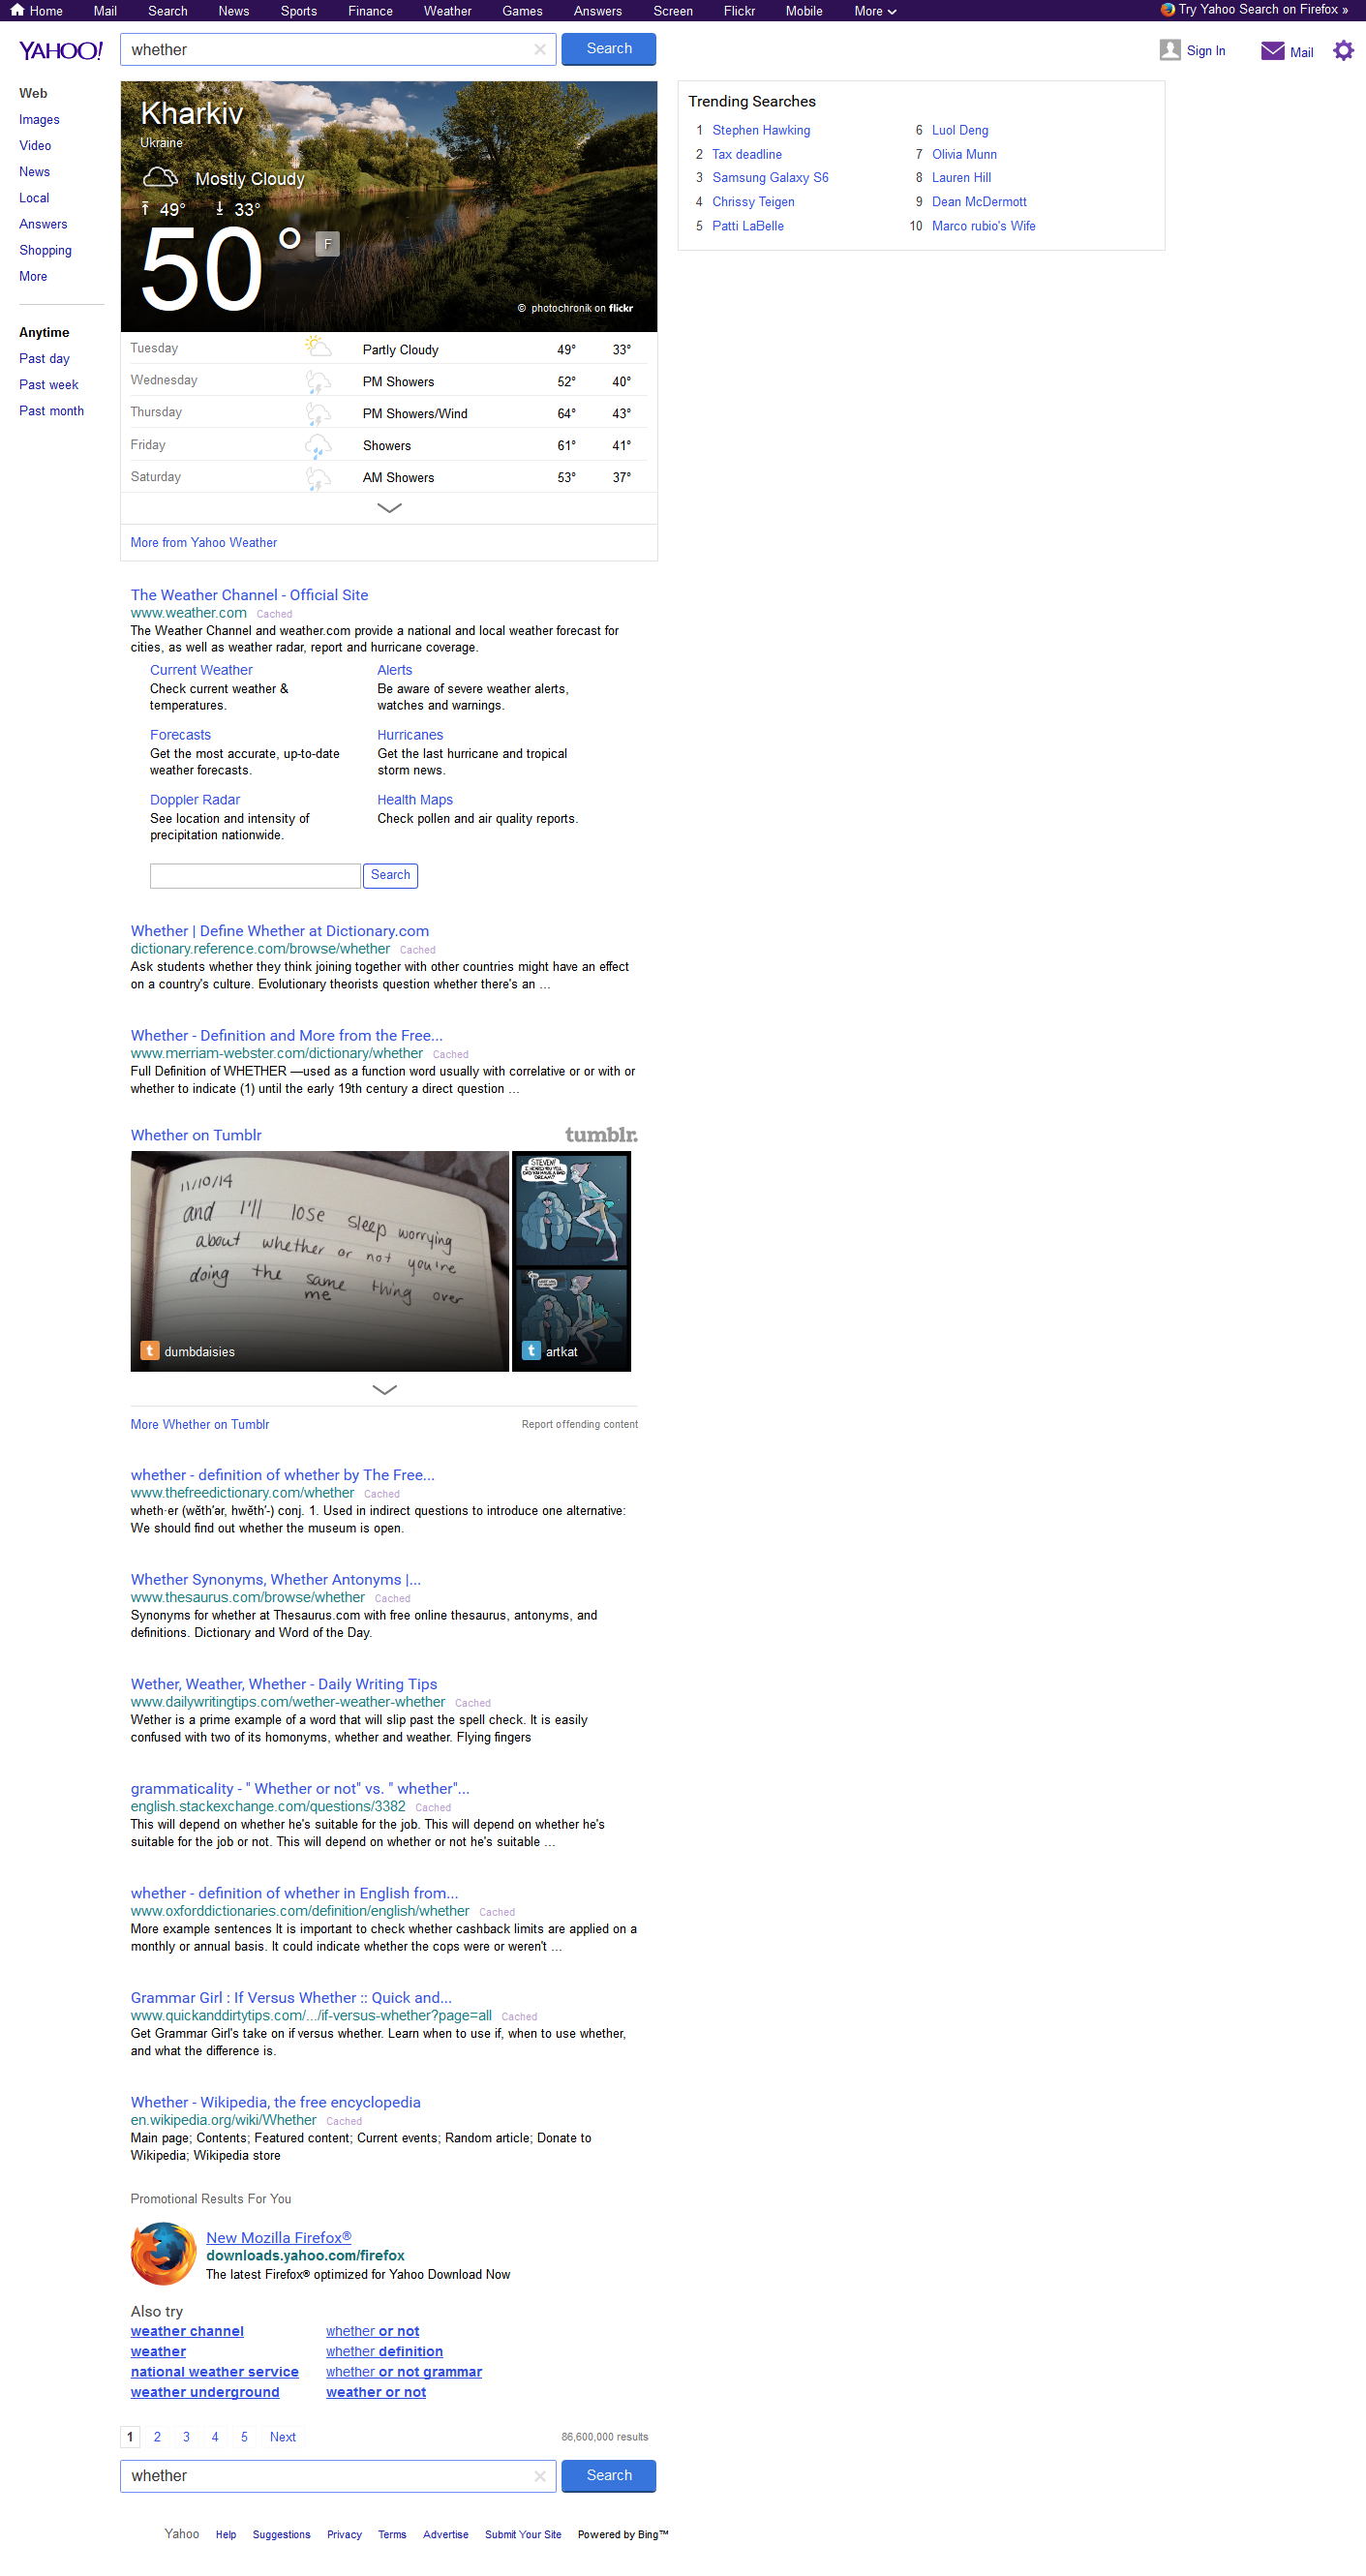 Home Mail Search News Sports Finance Weather Games Answers Screen Flickr Mobile More Try Yahoo Search on Firefox »
YAHOO! whether Search Sign In Mail
Web
Images
Video
News
Local
Answers
Shopping
More
Anytime
Past day
Past week
Past month
Kharkiv
Ukraine
Mostly Cloudy
49° 33°
50° F
© photochronik on flickr
Tuesday Partly Cloudy 49° 33°
Wednesday PM Showers 52° 40°
Thursday PM Showers/Wind 64° 43°
Friday Showers 61° 41°
Saturday AM Showers 53° 37°
More from Yahoo Weather
Trending Searches
1 Stephen Hawking 6 Luol Deng
2 Tax deadline 7 Olivia Munn
3 Samsung Galaxy S6 8 Lauren Hill
4 Chrissy Teigen 9 Dean McDermott
5 Patti LaBelle 10 Marco rubio's Wife
The Weather Channel - Official Site
www.weather.com Cached
The Weather Channel and weather.com provide a national and local weather forecast for
cities, as well as weather radar, report and hurricane coverage.
Current Weather Alerts
Check current weather & Be aware of severe weather alerts,
temperatures. watches and warnings.
Forecasts Hurricanes
Get the most accurate, up-to-date Get the last hurricane and tropical
weather forecasts. storm news.
Doppler Radar Health Maps
See location and intensity of Check pollen and air quality reports.
precipitation nationwide.
Search
Whether | Define Whether at Dictionary.com
dictionary.reference.com/browse/whether Cached
Ask students whether they think joining together with other countries might have an effect
on a country's culture. Evolutionary theorists question whether there's an ...
Whether - Definition and More from the Free...
www.merriam-webster.com/dictionary/whether Cached
Full Definition of WHETHER —used as a function word usually with correlative or or with or
whether to indicate (1) until the early 19th century a direct question ...
Whether on Tumblr tumblr.
11/10/14
and I'll lose sleep worrying
about whether or not you're
doing the same thing over
me
STEVEN!
dumbdaisies artkat
More Whether on Tumblr Report offending content
whether - definition of whether by The Free...
www.thefreedictionary.com/whether Cached
wheth·er (wĕth′ər, hwĕth′-) conj. 1. Used in indirect questions to introduce one alternative:
We should find out whether the museum is open.
Whether Synonyms, Whether Antonyms |...
www.thesaurus.com/browse/whether Cached
Synonyms for whether at Thesaurus.com with free online thesaurus, antonyms, and
definitions. Dictionary and Word of the Day.
Wether, Weather, Whether - Daily Writing Tips
www.dailywritingtips.com/wether-weather-whether Cached
Wether is a prime example of a word that will slip past the spell check. It is easily
confused with two of its homonyms, whether and weather. Flying fingers
grammaticality - " Whether or not" vs. " whether"...
english.stackexchange.com/questions/3382 Cached
This will depend on whether he's suitable for the job. This will depend on whether he's
suitable for the job or not. This will depend on whether or not he's suitable ...
whether - definition of whether in English from...
www.oxforddictionaries.com/definition/english/whether Cached
More example sentences It is important to check whether cashback limits are applied on a
monthly or annual basis. It could indicate whether the cops were or weren't ...
Grammar Girl : If Versus Whether :: Quick and...
www.quickanddirtytips.com/.../if-versus-whether?page=all Cached
Get Grammar Girl's take on if versus whether. Learn when to use if, when to use whether,
and what the difference is.
Whether - Wikipedia, the free encyclopedia
en.wikipedia.org/wiki/Whether Cached
Main page; Contents; Featured content; Current events; Random article; Donate to
Wikipedia; Wikipedia store
Promotional Results For You
New Mozilla Firefox®
downloads.yahoo.com/firefox
The latest Firefox® optimized for Yahoo Download Now
Also try
weather channel whether or not
weather whether definition
national weather service whether or not grammar
weather underground weather or not
1 2 3 4 5 Next 86,600,000 results
whether Search
Yahoo Help Suggestions Privacy Terms Advertise Submit Your Site Powered by Bing™